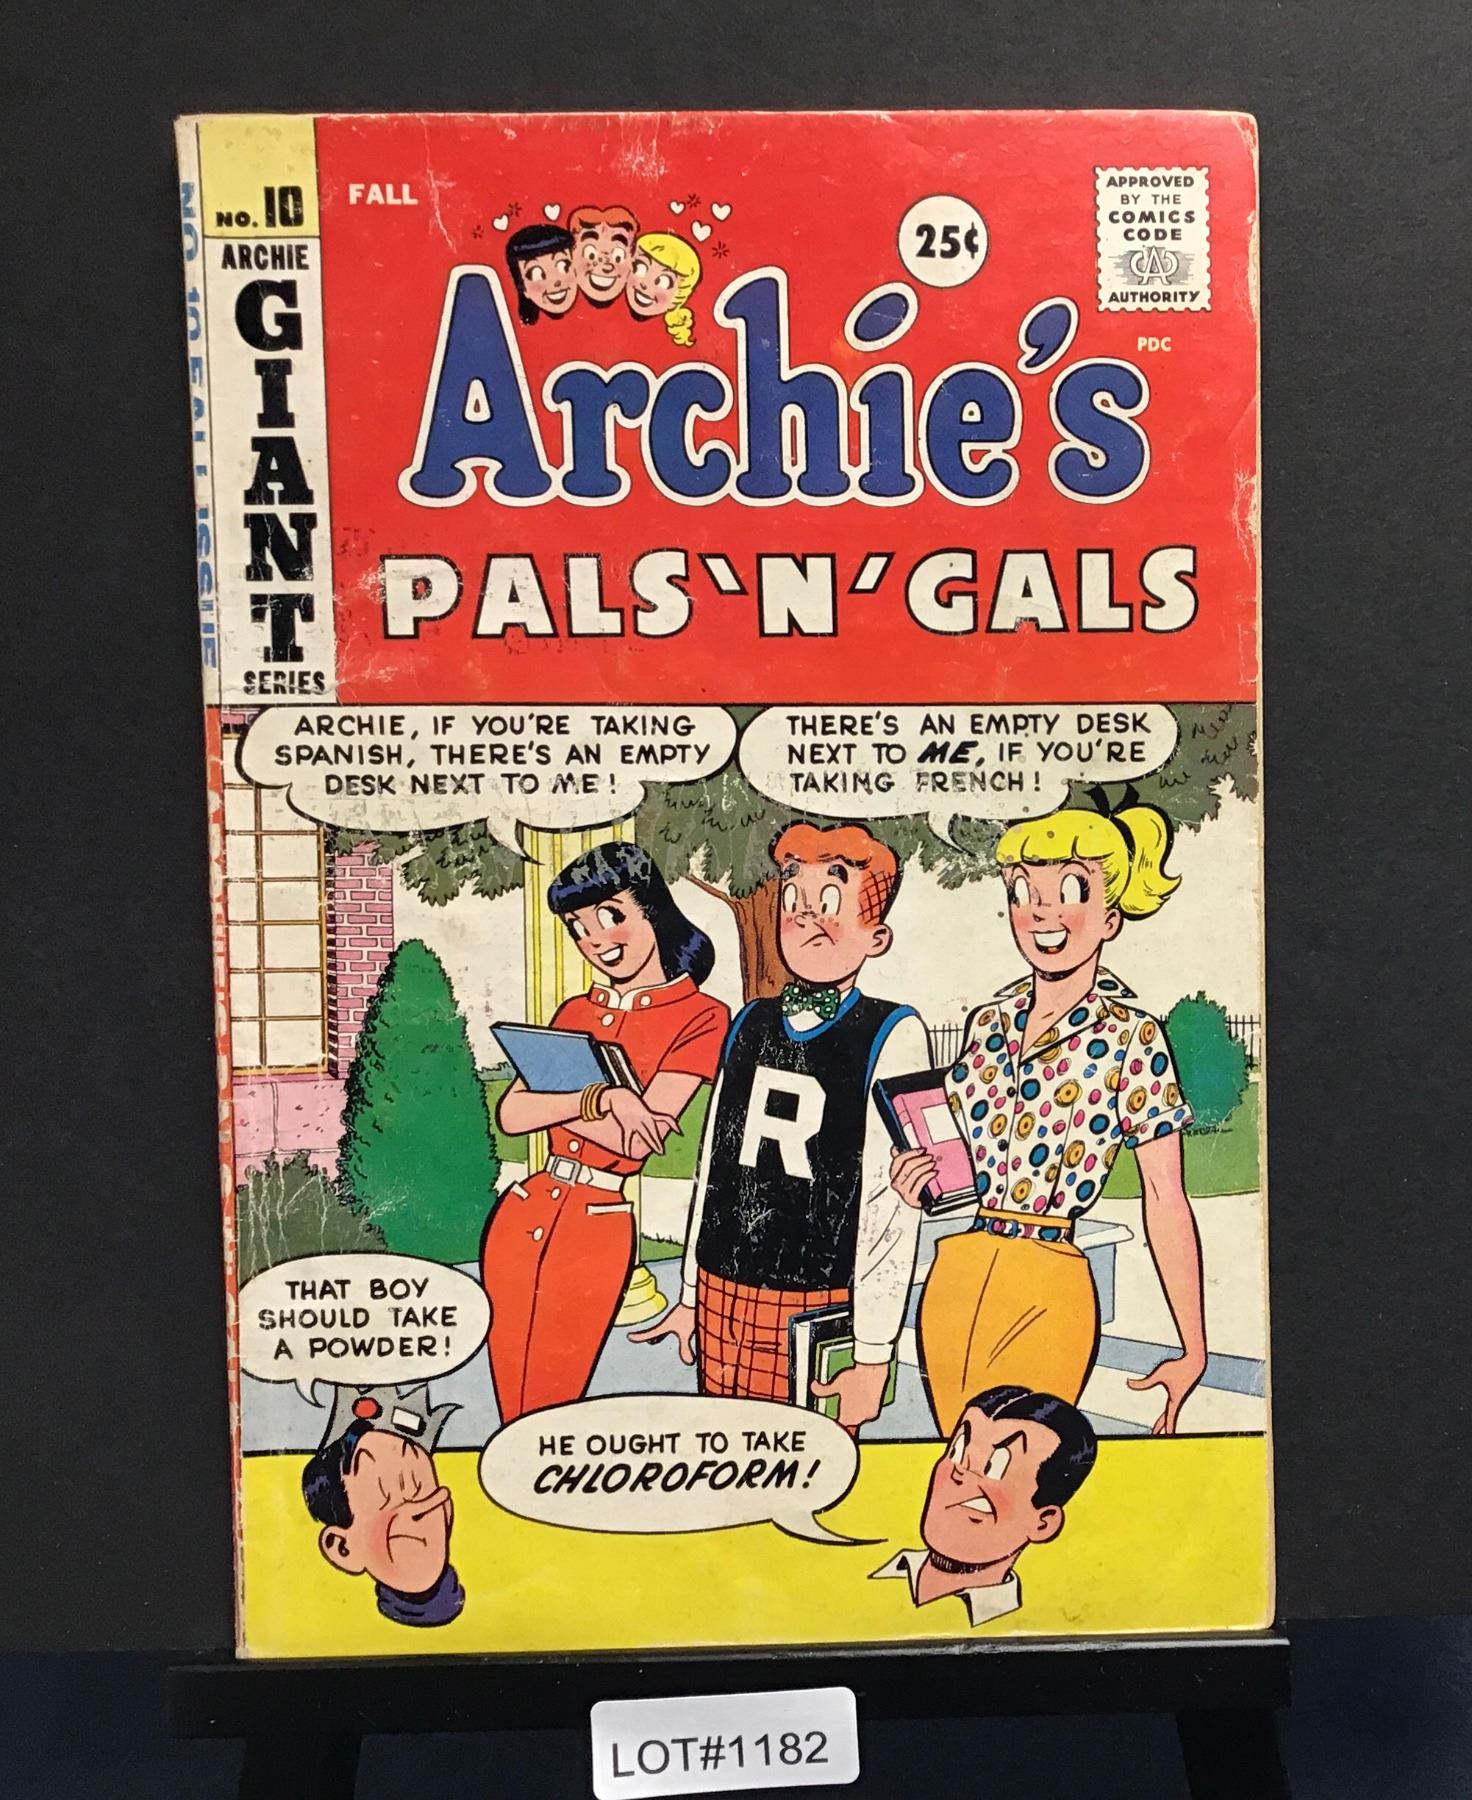 NO. 10
ARCHIE
GIANT
SERIES
FALL
25¢
APPROVED
BY THE
COMICS
CODE
CA
AUTHORITY
PDC
Archie's
PALS 'N' GALS
ARCHIE, IF YOU'RE TAKING
SPANISH, THERE'S AN EMPTY
DESK NEXT TO ME!
THERE'S AN EMPTY DESK
NEXT TO ME, IF YOU'RE
TAKING FRENCH!
R
THAT BOY
SHOULD TAKE
A POWDER!
HE OUGHT TO TAKE
CHLOROFORM!
LOT#1182